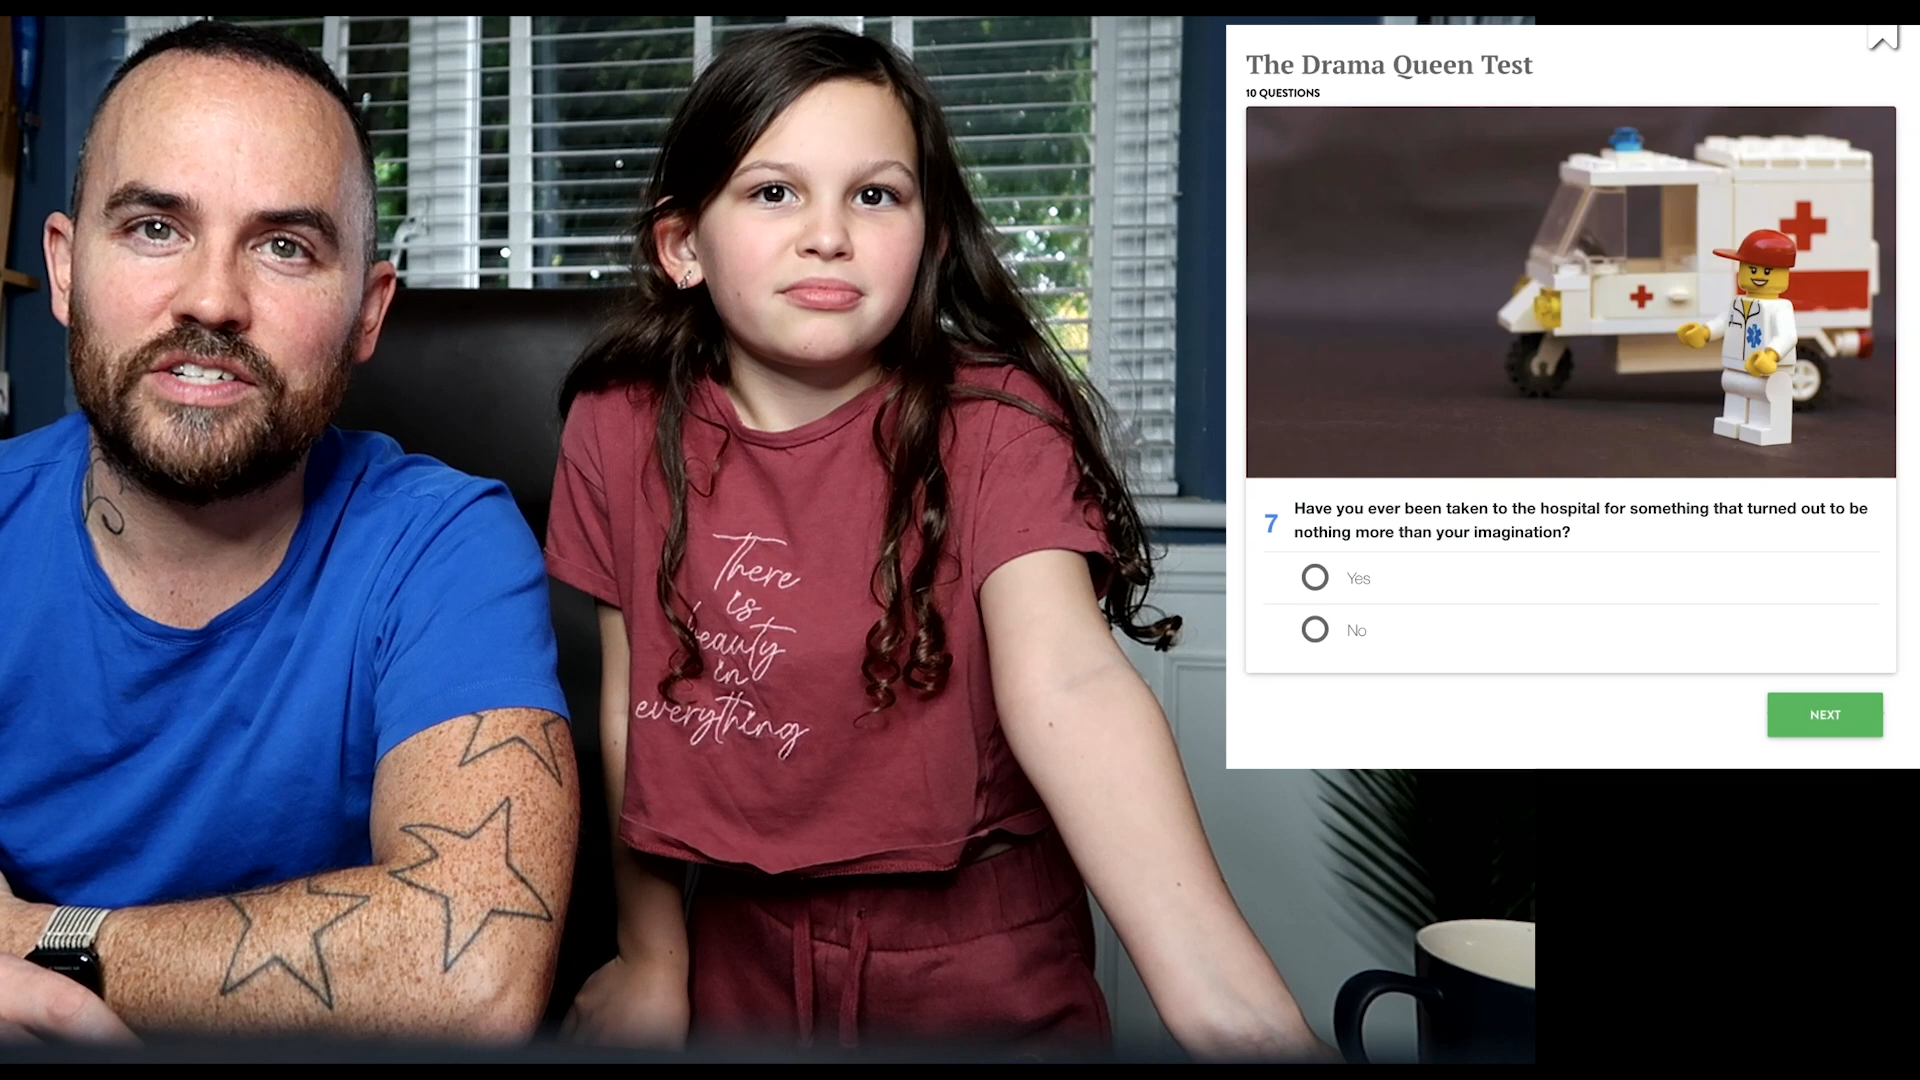 The Drama Queen Test
10 QUESTIONS
7
Have you ever been taken to the hospital for something that turned out to be
nothing more than your imagination?
Yes
No
NEXT
There
is
beauty
in
everything